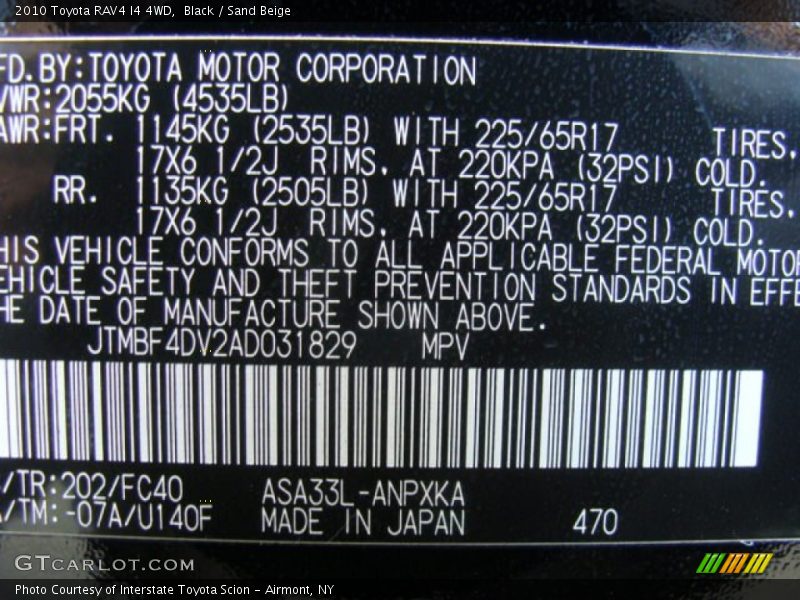 2010 Toyota RAV4 I4 4WD, Black / Sand Beige
FD.BY:TOYOTA MOTOR CORPORATION
VWR:2055KG (4535LB)
AWR:FRT. 1145KG (2535LB) WITH 225/65R17 TIRES,
17X6 1/2J RIMS, AT 220KPA (32PSI) COLD.
RR. 1135KG (2505LB) WITH 225/65R17 TIRES,
17X6 1/2J RIMS, AT 220KPA (32PSI) COLD.
HIS VEHICLE CONFORMS TO ALL APPLICABLE FEDERAL MOTOR
EHICLE SAFETY AND THEFT PREVENTION STANDARDS IN EFFE
HE DATE OF MANUFACTURE SHOWN ABOVE.
JTMBF4DV2AD031829 MPV
/TR:202/FC40 ASA33L-ANPXKA
/TM:-07A/U140F MADE IN JAPAN 470
GTCARLOT.COM
Photo Courtesy of Interstate Toyota Scion - Airmont, NY